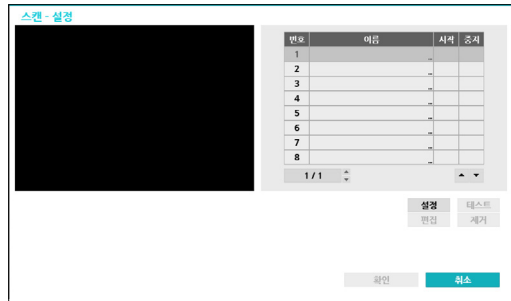 스캔 - 설정
번호 이름 시작 중지
1 ...
2 ...
3 ...
4 ...
5 ...
6 ...
7 ...
8 ...
1 / 1
설정 테스트
편집 제거
확인 취소